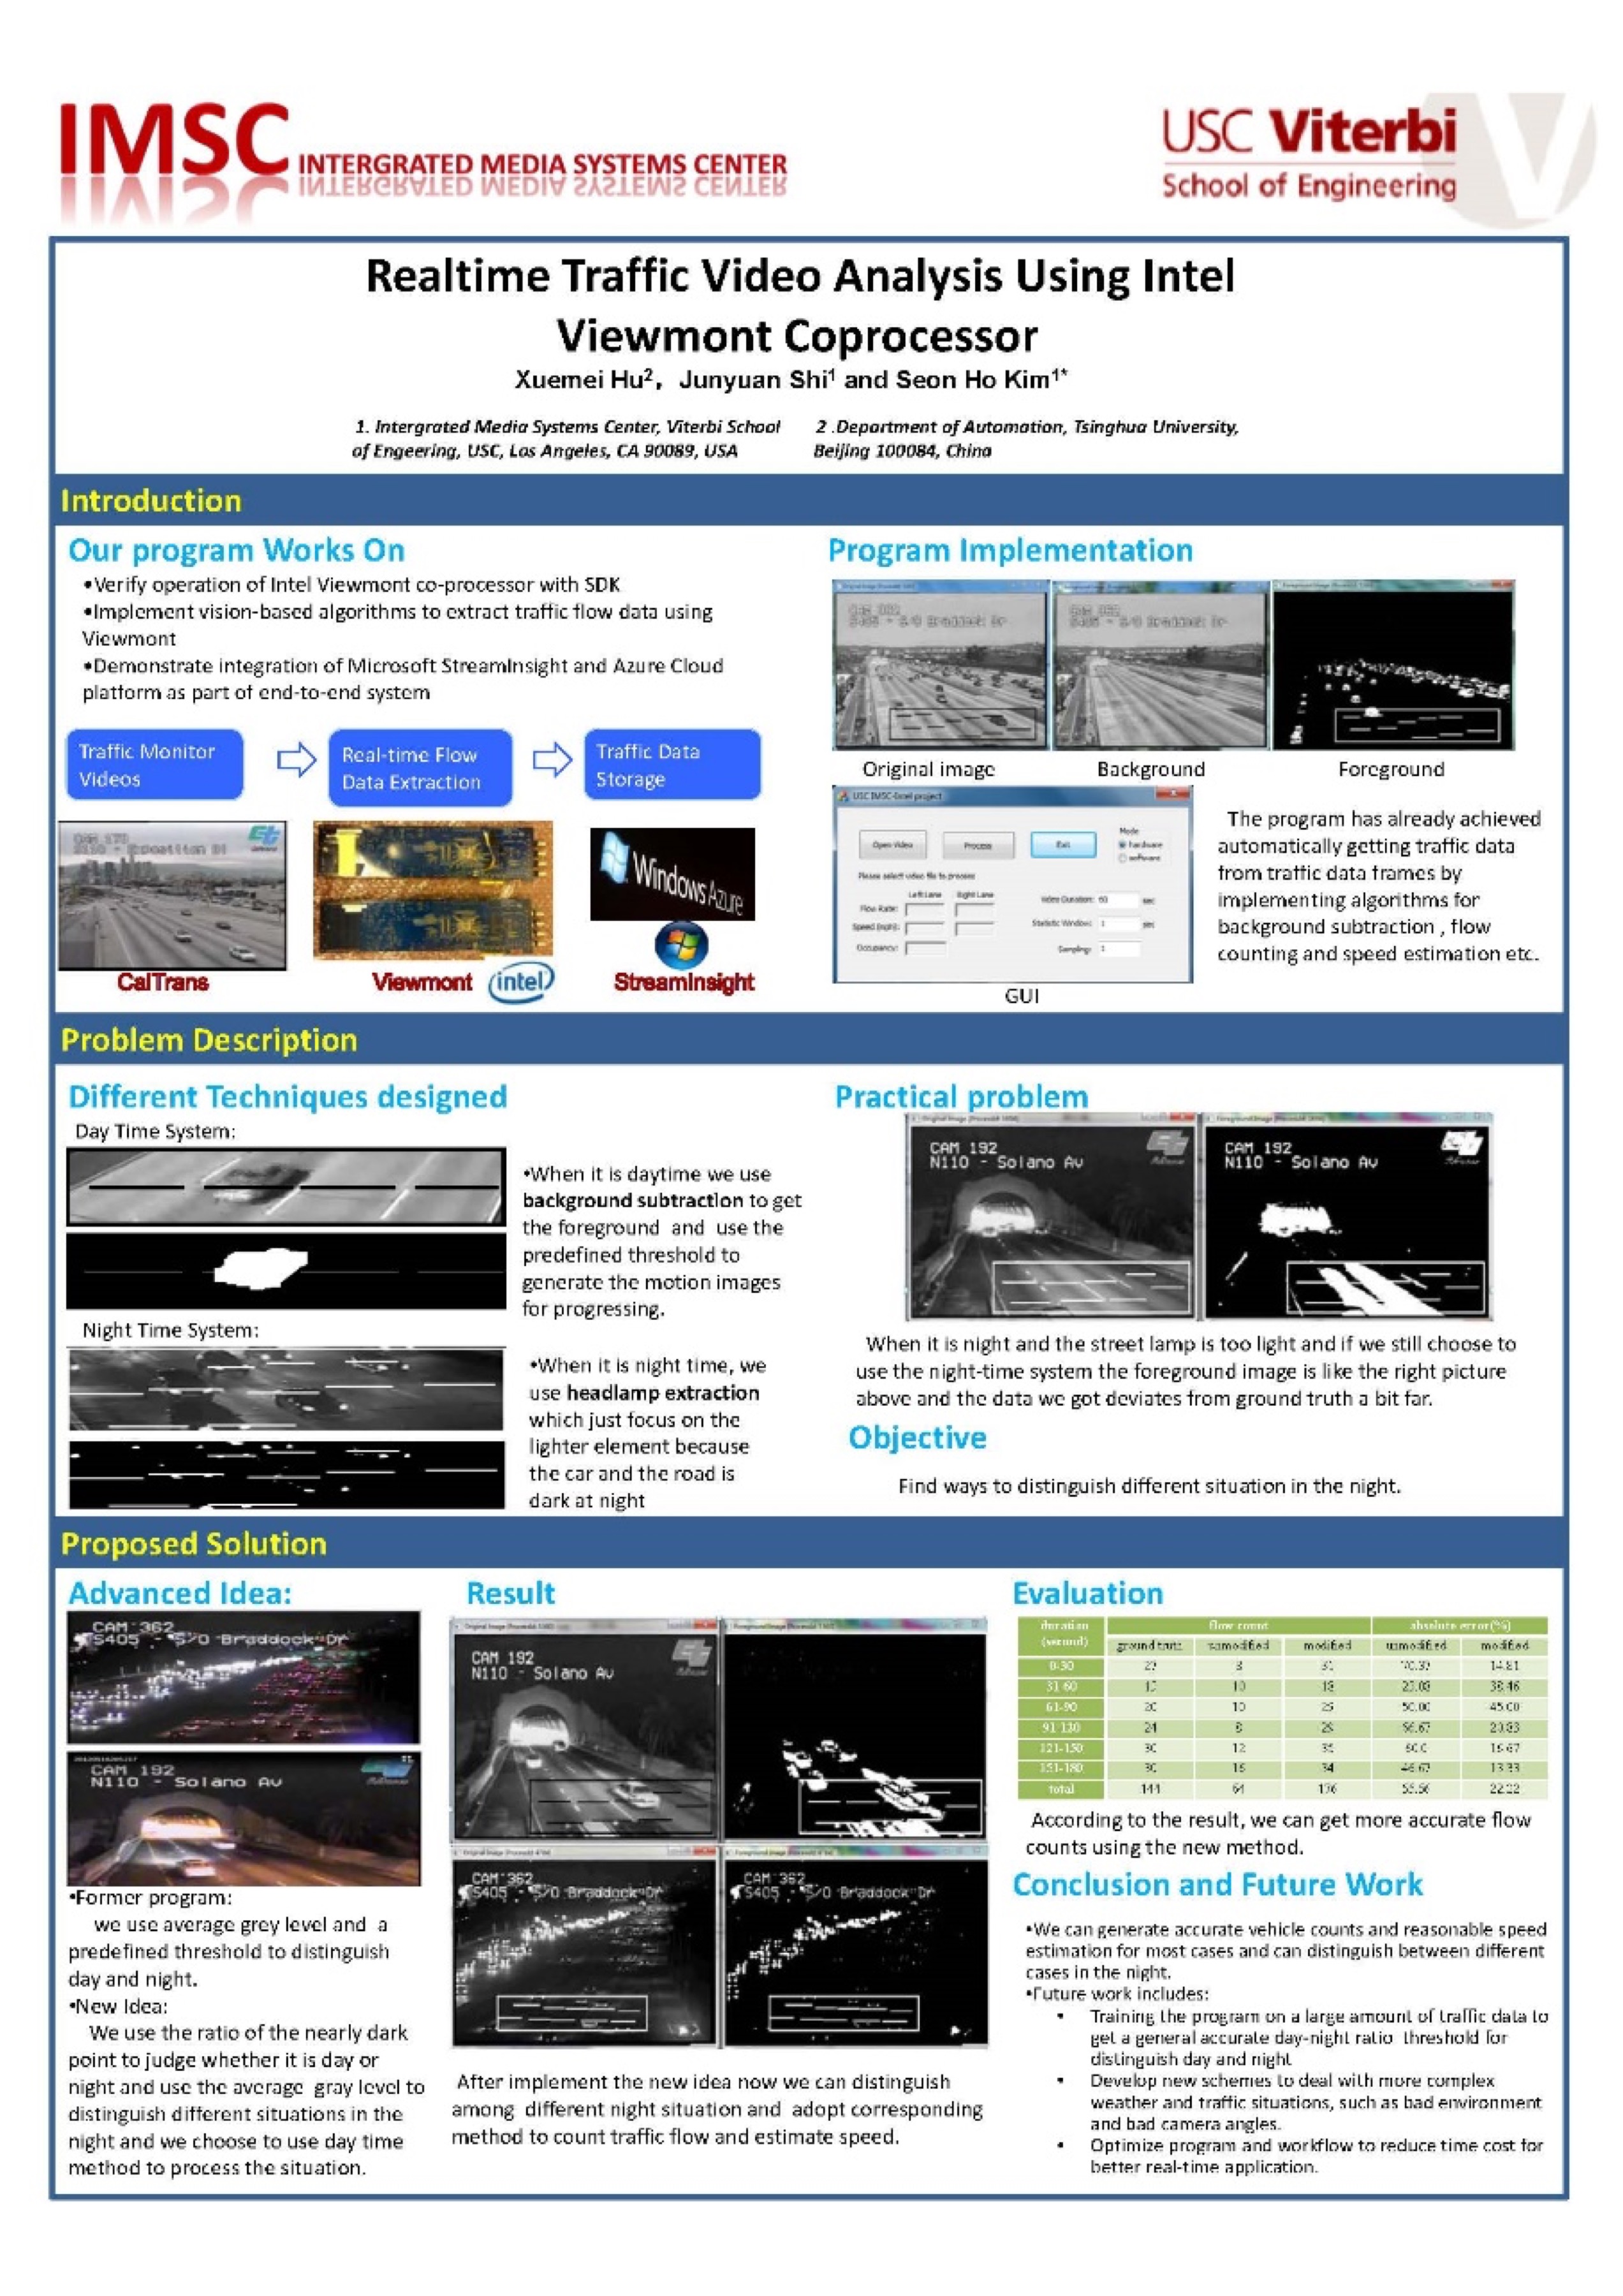 IMSC INTERGRATED MEDIA SYSTEMS CENTER
USC Viterbi
School of Engineering
Realtime Traffic Video Analysis Using Intel
Viewmont Coprocessor
Xuemei Hu², Junyuan Shi¹ and Seon Ho Kim¹*
1. Intergrated Media Systems Center, Viterbi School
of Engeering, USC, Los Angeles, CA 90089, USA
2 .Department of Automation, Tsinghua University,
Beijing 100084, China
Introduction
Our program Works On
•Verify operation of Intel Viewmont co-processor with SDK
•Implement vision-based algorithms to extract traffic flow data using
Viewmont
•Demonstrate integration of Microsoft StreamInsight and Azure Cloud
platform as part of end-to-end system
Traffic Monitor
Videos
Real-time Flow
Data Extraction
Traffic Data
Storage
Windows Azure
CalTrans
Viewmont
intel
StreamInsight
Program Implementation
Original image
Background
Foreground
USC IMSC-Intel project
Open Video
Process
Exit
Mode
hardware
software
Please select video file to process
Left Lane
Right Lane
Flow Rate:
Speed (mph):
Occupancy:
Video Duration: 60 sec
Statistic Window: 1 sec
Sampling: 1
GUI
The program has already achieved
automatically getting traffic data
from traffic data frames by
implementing algorithms for
background subtraction , flow
counting and speed estimation etc.
Problem Description
Different Techniques designed
Day Time System:
•When it is daytime we use
background subtraction to get
the foreground and use the
predefined threshold to
generate the motion images
for progressing.
Night Time System:
•When it is night time, we
use headlamp extraction
which just focus on the
lighter element because
the car and the road is
dark at night
Practical problem
CAM 192
N110 - Solano Av
CAM 192
N110 - Solano Av
When it is night and the street lamp is too light and if we still choose to
use the night-time system the foreground image is like the right picture
above and the data we got deviates from ground truth a bit far.
Objective
Find ways to distinguish different situation in the night.
Proposed Solution
Advanced Idea:
CAM 362
S405 - S/O Braddock Dr
CAM 192
N110 - Solano Av
•Former program:
we use average grey level and a
predefined threshold to distinguish
day and night.
•New Idea:
We use the ratio of the nearly dark
point to judge whether it is day or
night and use the average gray level to
distinguish different situations in the
night and we choose to use day time
method to process the situation.
Result
CAM 192
N110 - Solano Av
CAM 362
S405 - S/O Braddock Dr
CAM 362
S405 - S/O Braddock Dr
After implement the new idea now we can distinguish
among different night situation and adopt corresponding
method to count traffic flow and estimate speed.
Evaluation
duration (second) flow count absolute error(%)
ground truth unmodified modified unmodified modified
0-30 8 14.81
31-60 10 18 38.46
61-90 10 25 50.00
91-120 24 8
121-150 12 16.67
151-180 34 46.67 13.33
total 144 64 176 55.56 22.22
According to the result, we can get more accurate flow
counts using the new method.
Conclusion and Future Work
•We can generate accurate vehicle counts and reasonable speed
estimation for most cases and can distinguish between different
cases in the night.
•Future work includes:
• Training the program on a large amount of traffic data to
get a general accurate day-night ratio threshold for
distinguish day and night
• Develop new schemes to deal with more complex
weather and traffic situations, such as bad environment
and bad camera angles.
• Optimize program and workflow to reduce time cost for
better real-time application.